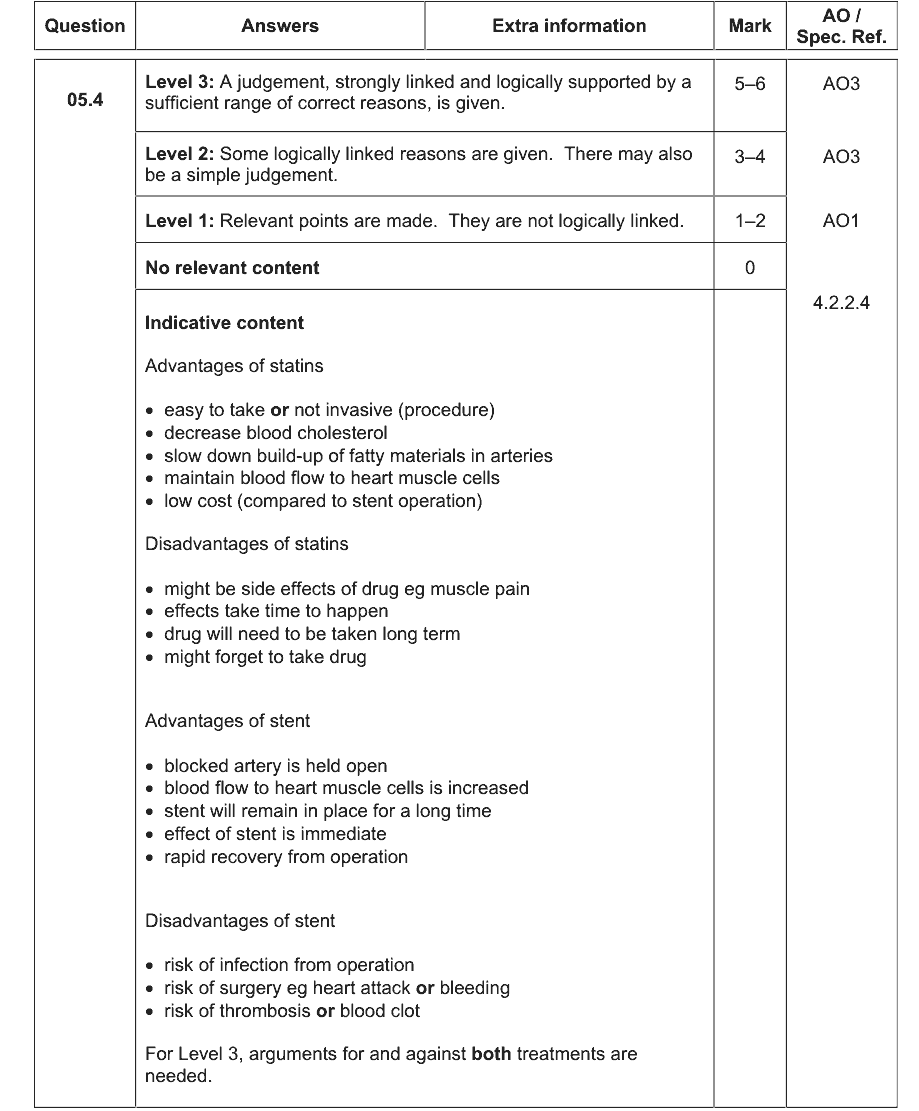 Question Answers Extra information Mark AO /
Spec. Ref.
05.4 Level 3: A judgement, strongly linked and logically supported by a 5–6 AO3
sufficient range of correct reasons, is given.
Level 2: Some logically linked reasons are given. There may also 3–4 AO3
be a simple judgement.
Level 1: Relevant points are made. They are not logically linked. 1–2 AO1
No relevant content 0
4.2.2.4
Indicative content
Advantages of statins
• easy to take or not invasive (procedure)
• decrease blood cholesterol
• slow down build-up of fatty materials in arteries
• maintain blood flow to heart muscle cells
• low cost (compared to stent operation)
Disadvantages of statins
• might be side effects of drug eg muscle pain
• effects take time to happen
• drug will need to be taken long term
• might forget to take drug
Advantages of stent
• blocked artery is held open
• blood flow to heart muscle cells is increased
• stent will remain in place for a long time
• effect of stent is immediate
• rapid recovery from operation
Disadvantages of stent
• risk of infection from operation
• risk of surgery eg heart attack or bleeding
• risk of thrombosis or blood clot
For Level 3, arguments for and against both treatments are
needed.